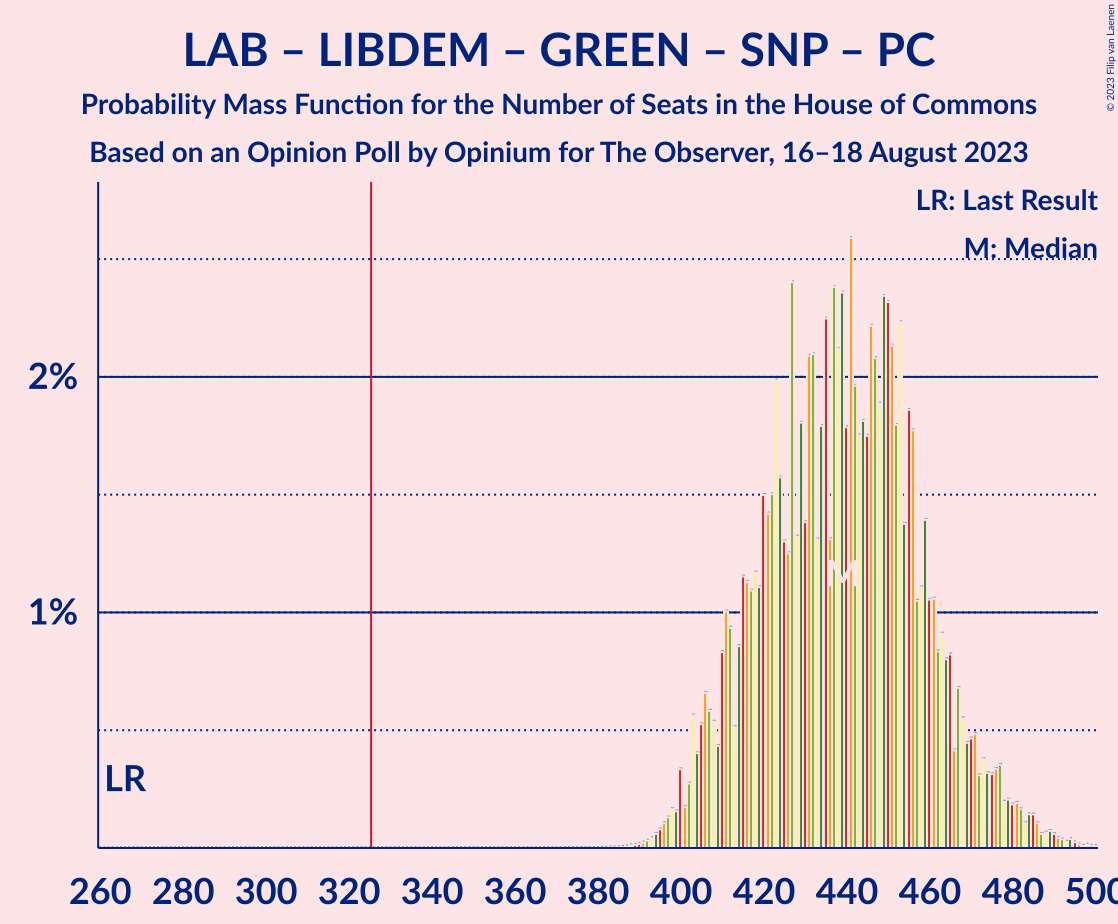 LAB – LIBDEM – GREEN – SNP – PC
Probability Mass Function for the Number of Seats in the House of Commons
Based on an Opinion Poll by Opinium for The Observer, 16–18 August 2023
© 2023 Filip van Laenen
LR: Last Result
M: Median
2%
1%
M
LR
260 280 300 320 340 360 380 400 420 440 460 480 500